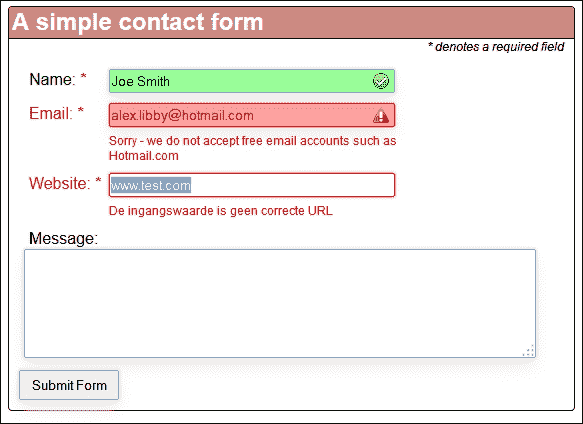 A simple contact form
* denotes a required field
Name: * Joe Smith
Email: * alex.libby@hotmail.com
Sorry - we do not accept free email accounts such as
Hotmail.com
Website: * www.test.com
De ingangswaarde is geen correcte URL
Message:
Submit Form